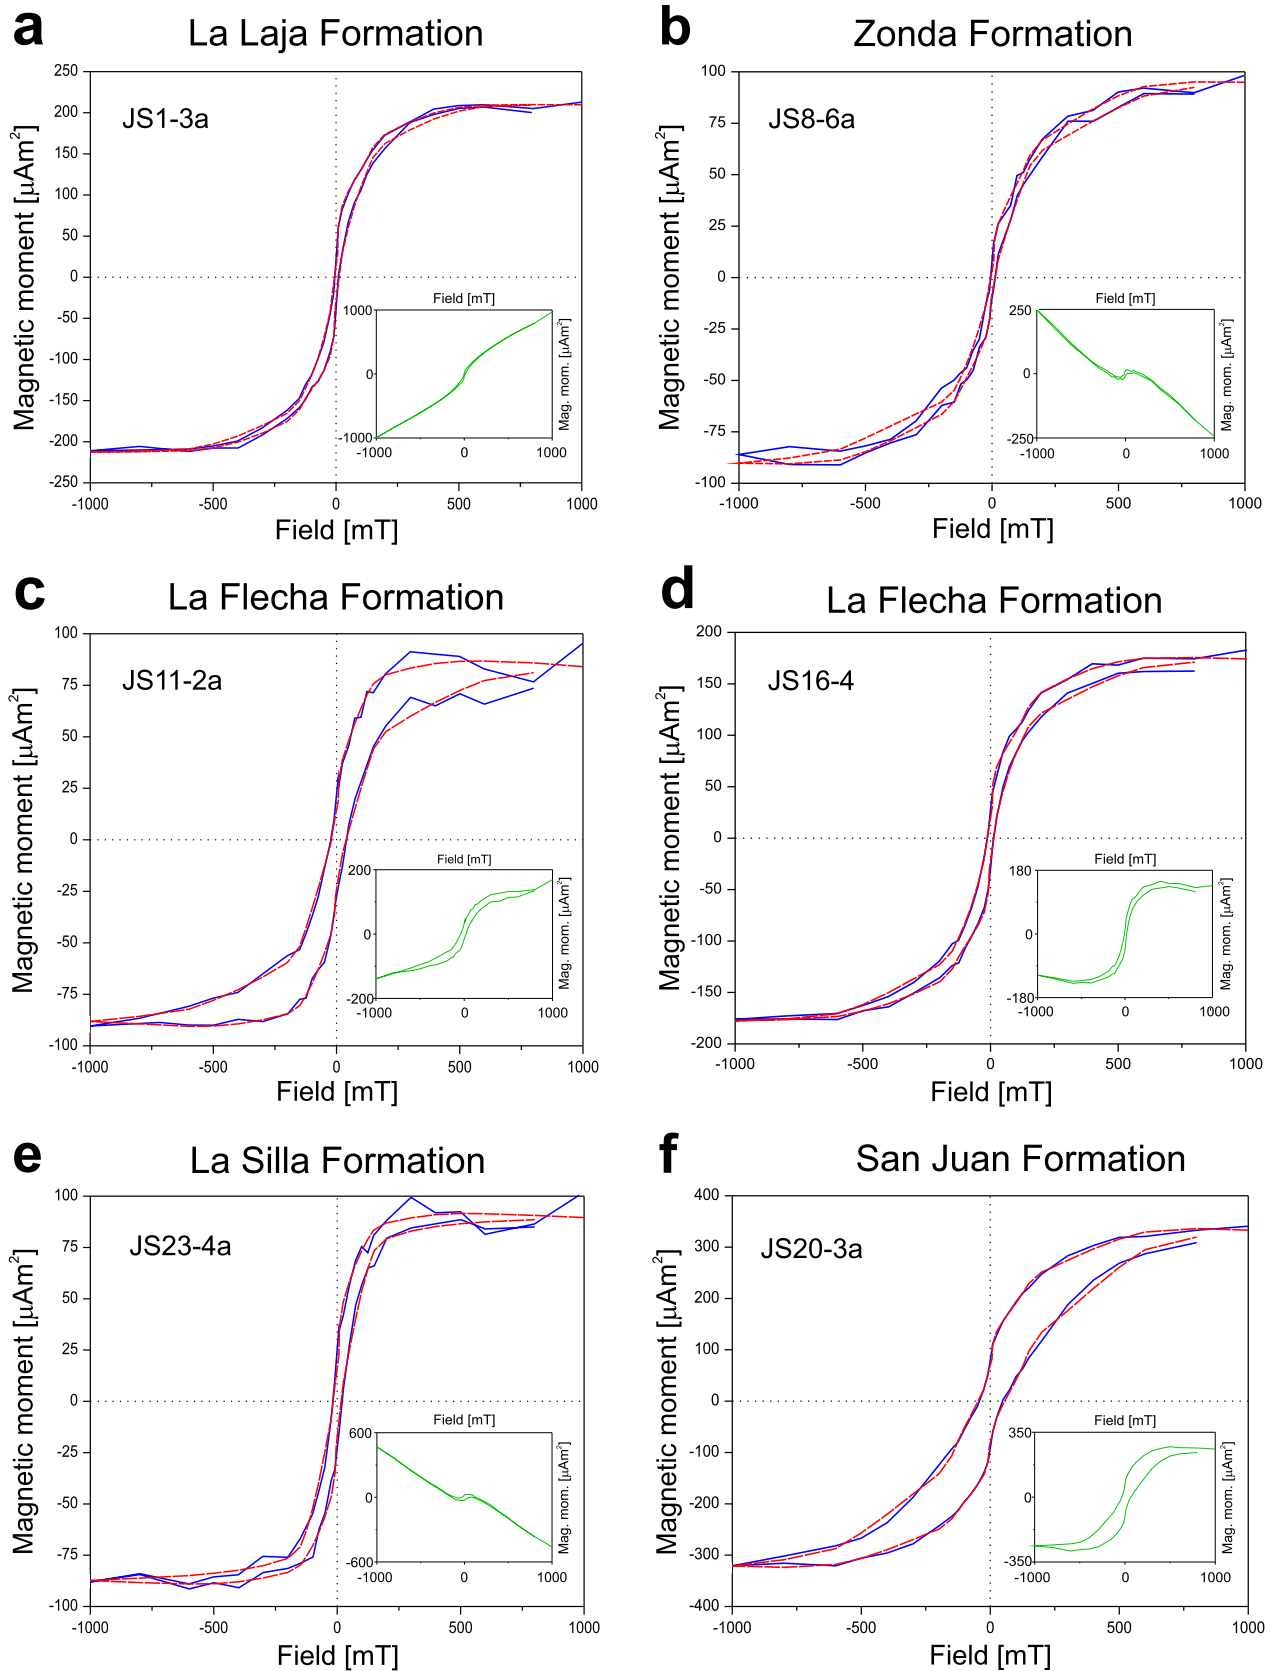 a
La Laja Formation
JS1-3a
Magnetic moment [µAm²]
250
200
150
100
50
0
-50
-100
-150
-200
-250
-1000
-500
0
500
1000
Field [mT]
Field [mT]
1000
0
-1000
-1000
0
1000
Mag. mom. [µAm²]
b
Zonda Formation
JS8-6a
Magnetic moment [µAm²]
100
75
50
25
0
-25
-50
-75
-100
-1000
-500
0
500
1000
Field [mT]
Field [mT]
250
0
-250
-1000
0
1000
Mag. mom. [µAm²]
c
La Flecha Formation
JS11-2a
Magnetic moment [µAm²]
100
75
50
25
0
-25
-50
-75
-100
-1000
-500
0
500
1000
Field [mT]
Field [mT]
200
0
-200
-1000
0
1000
Mag. mom. [µAm²]
d
La Flecha Formation
JS16-4
Magnetic moment [µAm²]
200
150
100
50
0
-50
-100
-150
-200
-1000
-500
0
500
1000
Field [mT]
Field [mT]
180
0
-180
-1000
0
1000
Mag. mom. [µAm²]
e
La Silla Formation
JS23-4a
Magnetic moment [µAm²]
100
75
50
25
0
-25
-50
-75
-100
-1000
-500
0
500
1000
Field [mT]
Field [mT]
600
0
-600
-1000
0
1000
Mag. mom. [µAm²]
f
San Juan Formation
JS20-3a
Magnetic moment [µAm²]
400
300
200
100
0
-100
-200
-300
-400
-1000
-500
0
500
1000
Field [mT]
Field [mT]
350
0
-350
-1000
0
1000
Mag. mom. [µAm²]